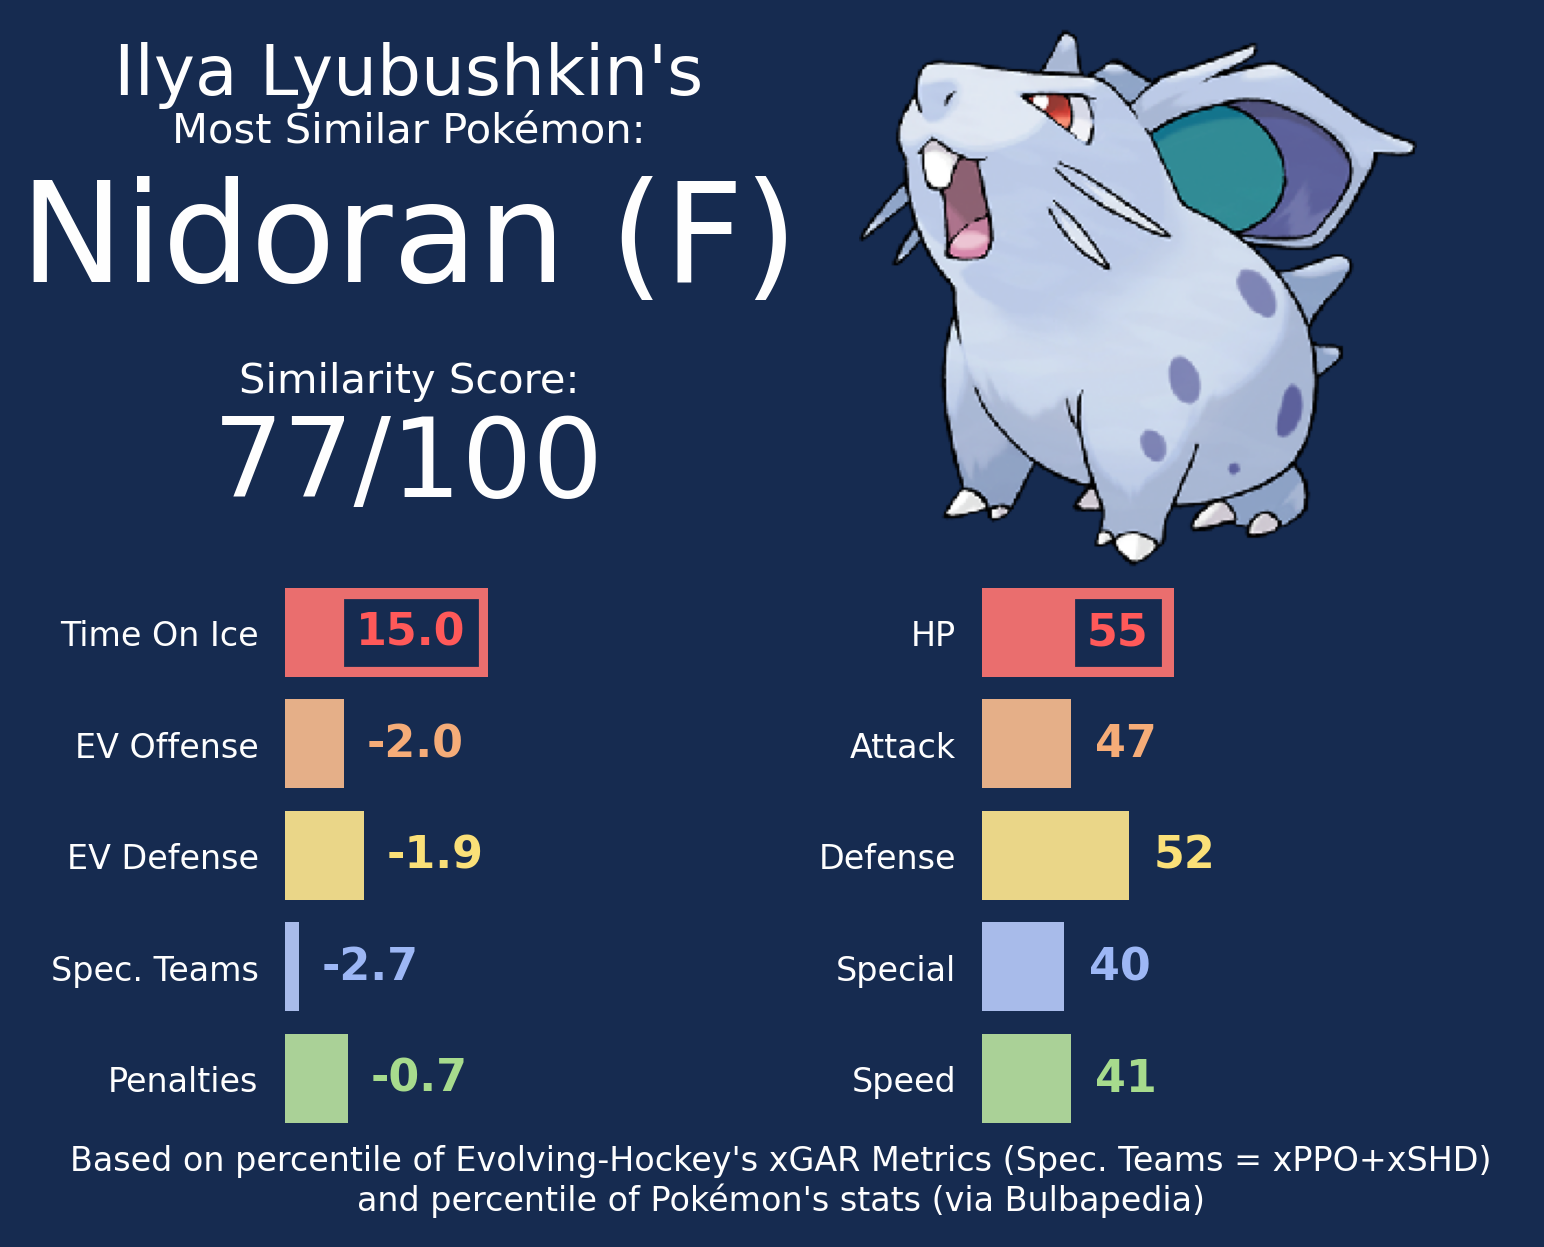 Ilya Lyubushkin's
Most Similar Pokémon:
Nidoran (F)
Similarity Score:
77/100
Time On Ice 15.0
EV Offense -2.0
EV Defense -1.9
Spec. Teams -2.7
Penalties -0.7
HP 55
Attack 47
Defense 52
Special 40
Speed 41
Based on percentile of Evolving-Hockey's xGAR Metrics (Spec. Teams = xPPO+xSHD)
and percentile of Pokémon's stats (via Bulbapedia)